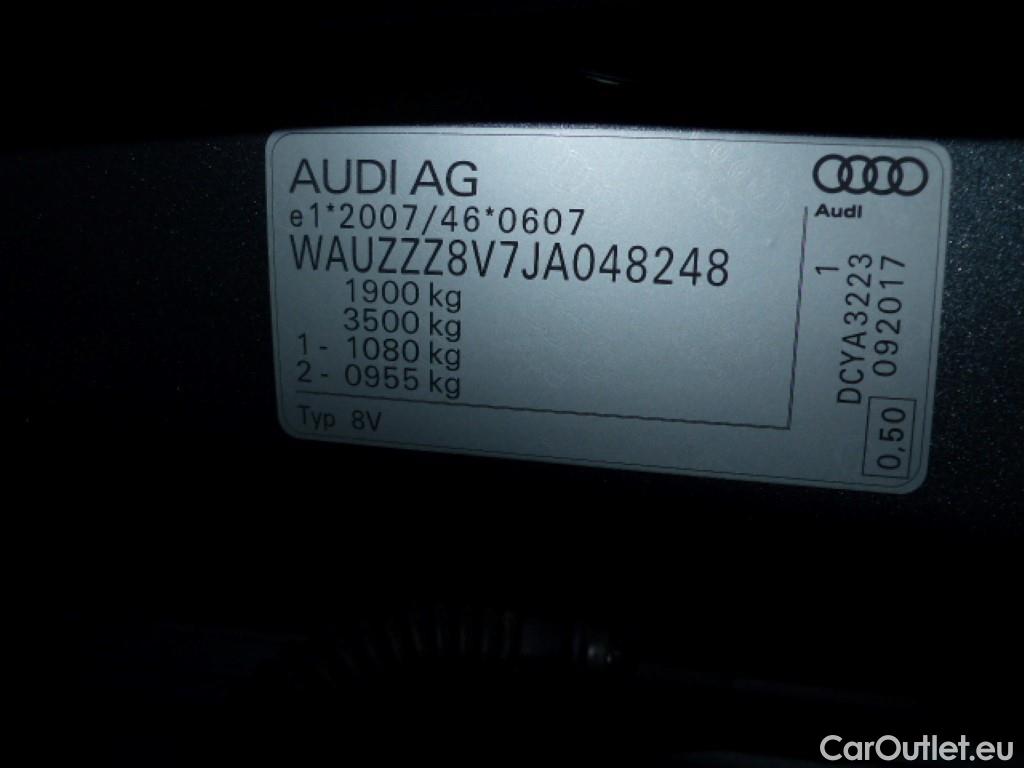 AUDI AG
e1*2007/46*0607
WAUZZZ8V7JA048248
1900 kg
3500 kg
1 - 1080 kg
2 - 0955 kg
Typ 8V
Audi
1
DCYA3223
092017
0,50
CarOutlet.eu